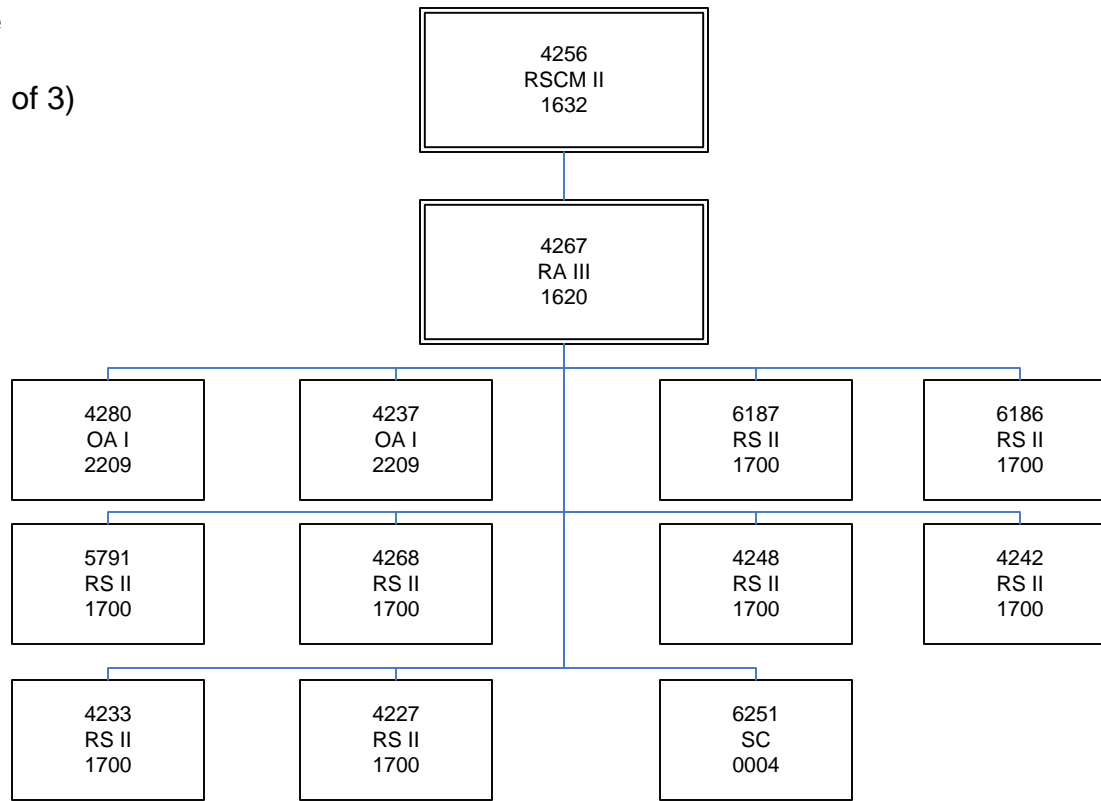 of 3)
4256
RSCM II
1632
4267
RA III
1620
4280
OA I
2209
4237
OA I
2209
6187
RS II
1700
6186
RS II
1700
5791
RS II
1700
4268
RS II
1700
4248
RS II
1700
4242
RS II
1700
4233
RS II
1700
4227
RS II
1700
6251
SC
0004